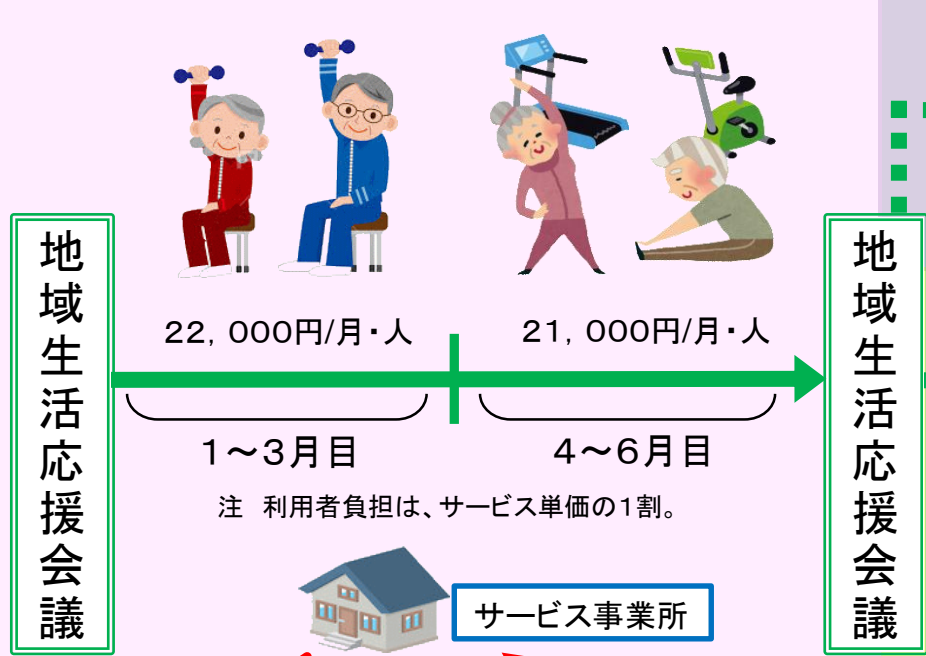 地域生活応援会議
22,000円/月・人
21,000円/月・人
1～3月目
4～6月目
注　利用者負担は、サービス単価の1割。
サービス事業所
地域生活応援会議